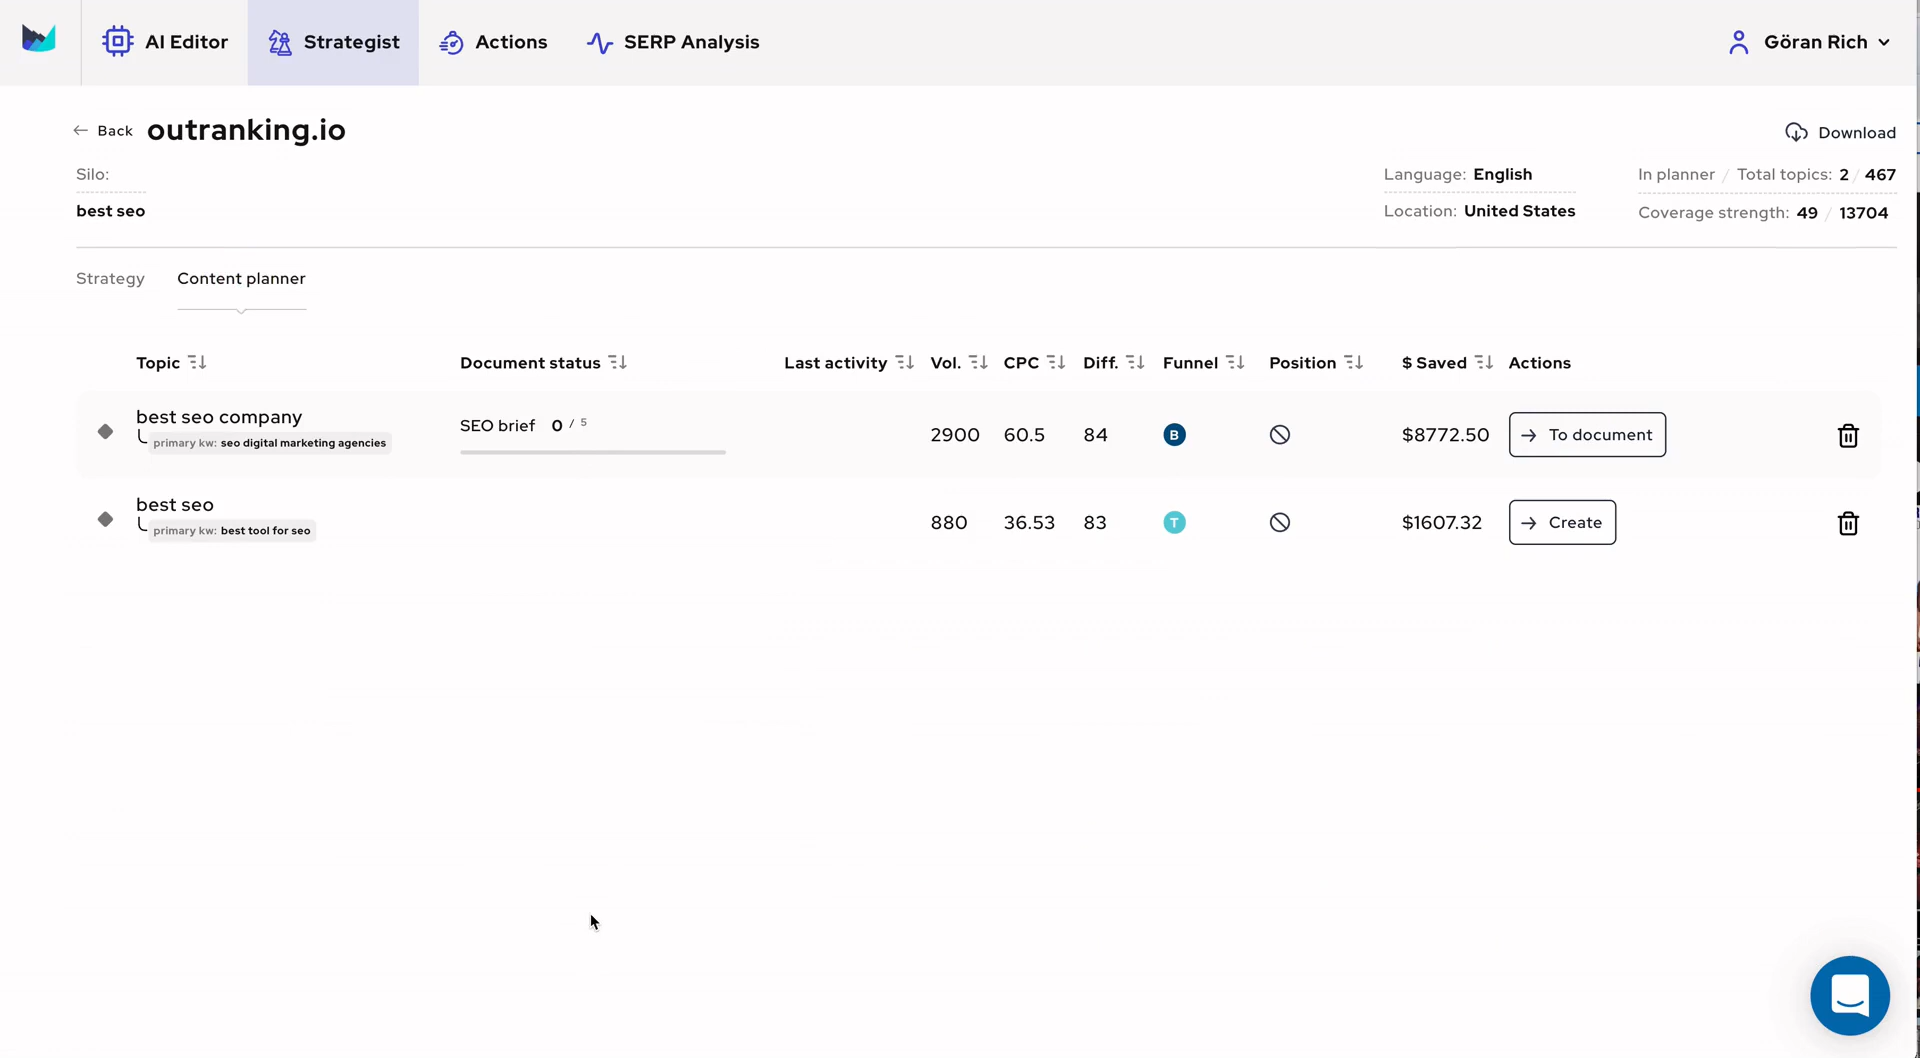 AI Editor Strategist Actions SERP Analysis Göran Rich
Back outranking.io Download
Silo: Language: English In planner / Total topics: 2 / 467
best seo Location: United States Coverage strength: 49 / 13704
Strategy Content planner
Topic Document status Last activity Vol. CPC Diff. Funnel Position $ Saved Actions
best seo company SEO brief 0 / 5 2900 60.5 84 B $8772.50 To document
primary kw: seo digital marketing agencies
best seo 880 36.53 83 T $1607.32 Create
primary kw: best tool for seo